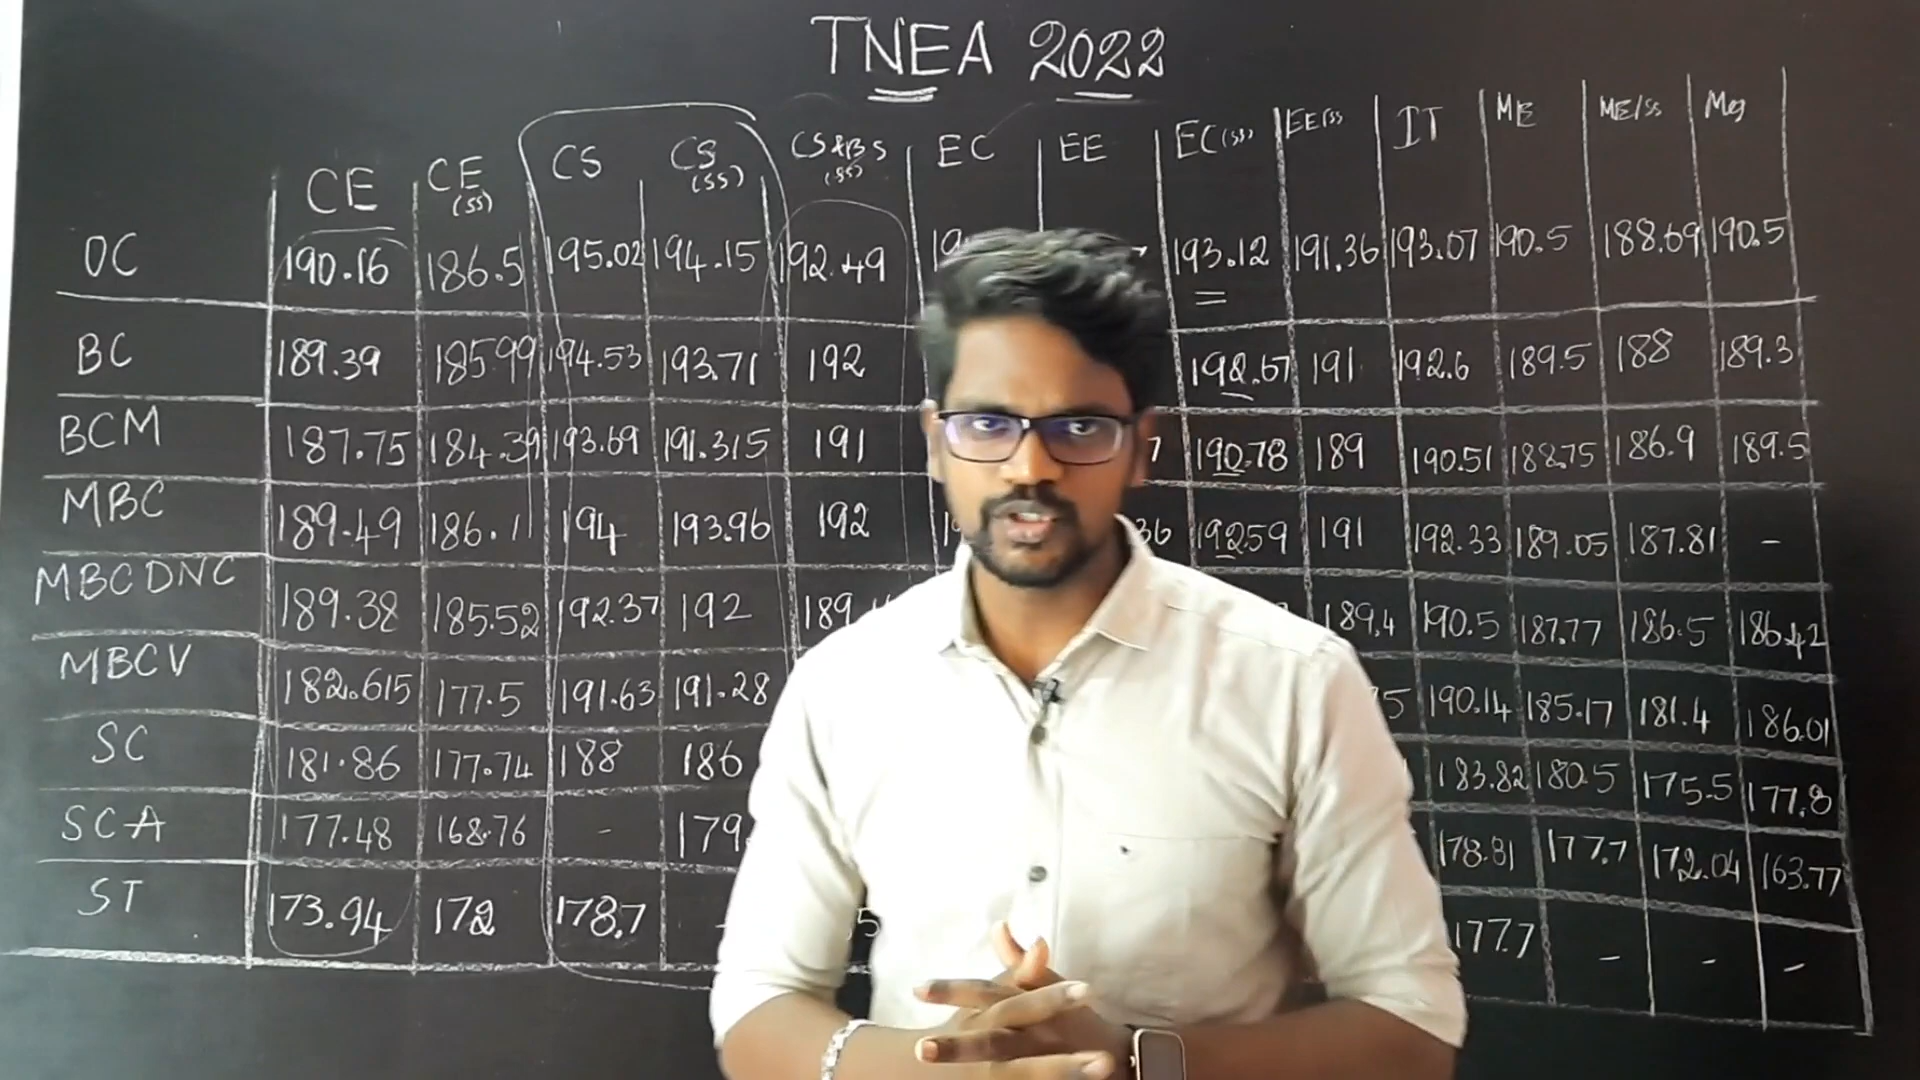 TNEA 2022
CE CE (SS) CS CS (SS) CS&BS (SS) EC EE EC (SS) EE/SS IT ME ME/SS Mg
OC 190.16 186.5 195.02 194.15 192.49 193.12 191.36 193.07 190.5 188.69 190.5
BC 189.39 185.99 194.53 193.71 192 192.67 191 192.6 189.5 188 189.3
BCM 187.75 184.39 193.69 191.315 191 7 190.78 189 190.51 188.75 186.9 189.5
MBC 189.49 186.11 194 193.96 192 36 192.59 191 192.33 189.05 187.81 -
MBCDNC 189.38 185.52 192.37 192 189. 189.4 190.5 187.77 186.5 186.42
MBCV 182.615 177.5 191.63 191.28 5 190.14 185.17 181.4 186.01
SC 181.86 177.74 188 186 183.82 180.5 175.5 177.8
SCA 177.48 168.76 - 179. 178.81 177.7 172.04 163.77
ST 173.94 172 178.7 - 5 177.7 - - -